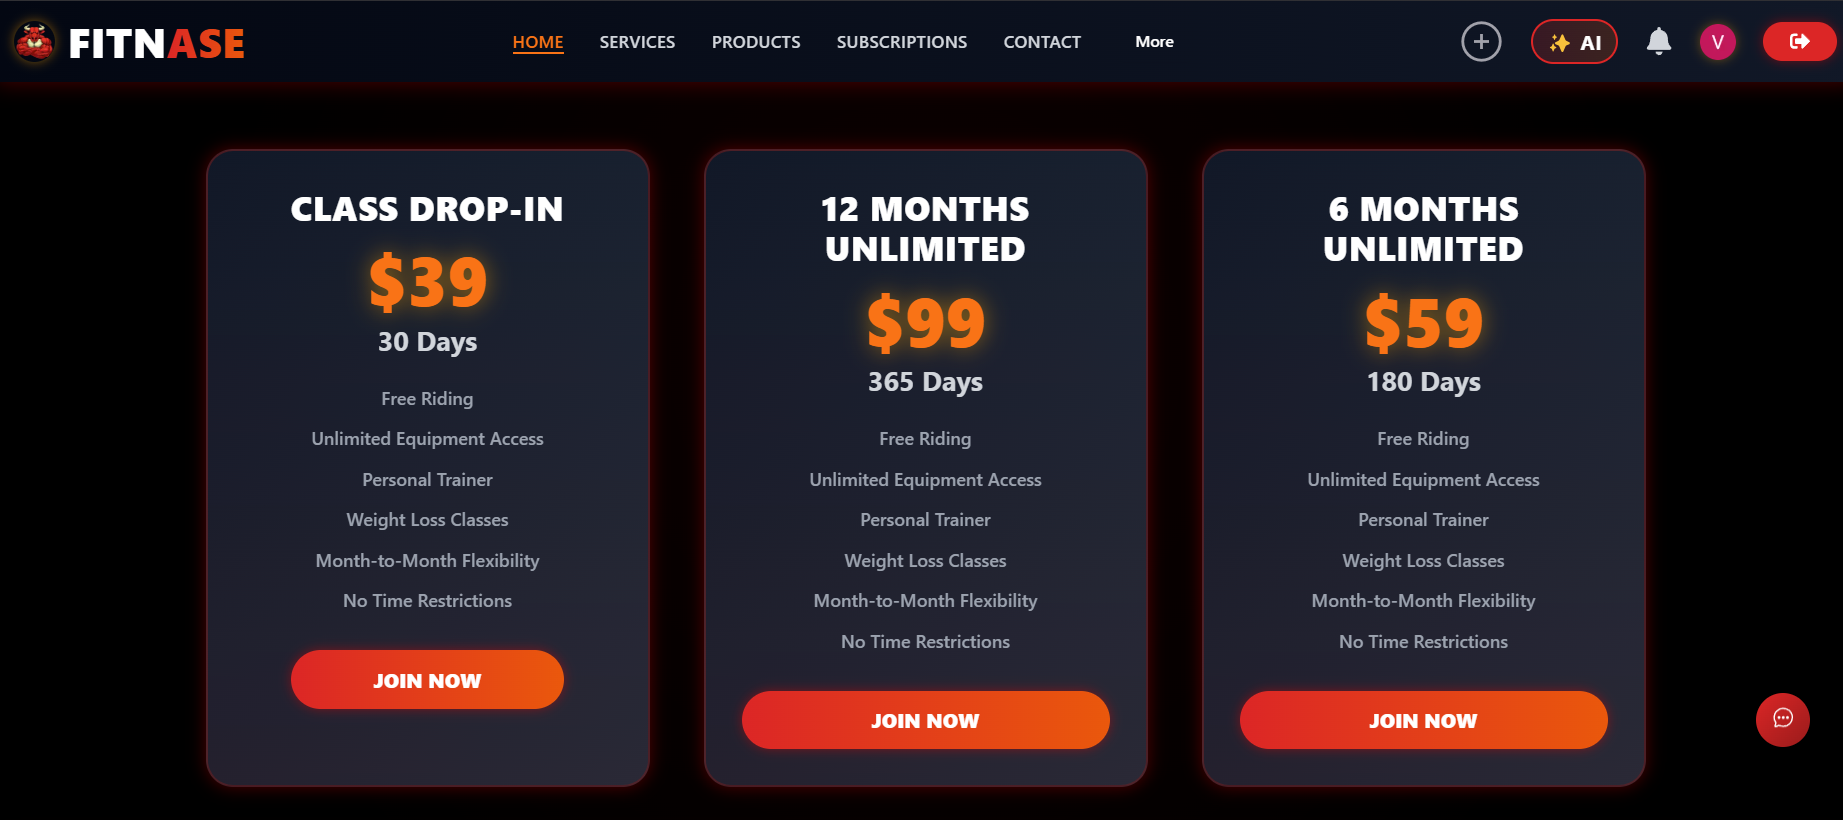 FITNASE
HOME SERVICES PRODUCTS SUBSCRIPTIONS CONTACT More
AI
V
CLASS DROP-IN
$39
30 Days
Free Riding
Unlimited Equipment Access
Personal Trainer
Weight Loss Classes
Month-to-Month Flexibility
No Time Restrictions
JOIN NOW
12 MONTHS
UNLIMITED
$99
365 Days
Free Riding
Unlimited Equipment Access
Personal Trainer
Weight Loss Classes
Month-to-Month Flexibility
No Time Restrictions
JOIN NOW
6 MONTHS
UNLIMITED
$59
180 Days
Free Riding
Unlimited Equipment Access
Personal Trainer
Weight Loss Classes
Month-to-Month Flexibility
No Time Restrictions
JOIN NOW